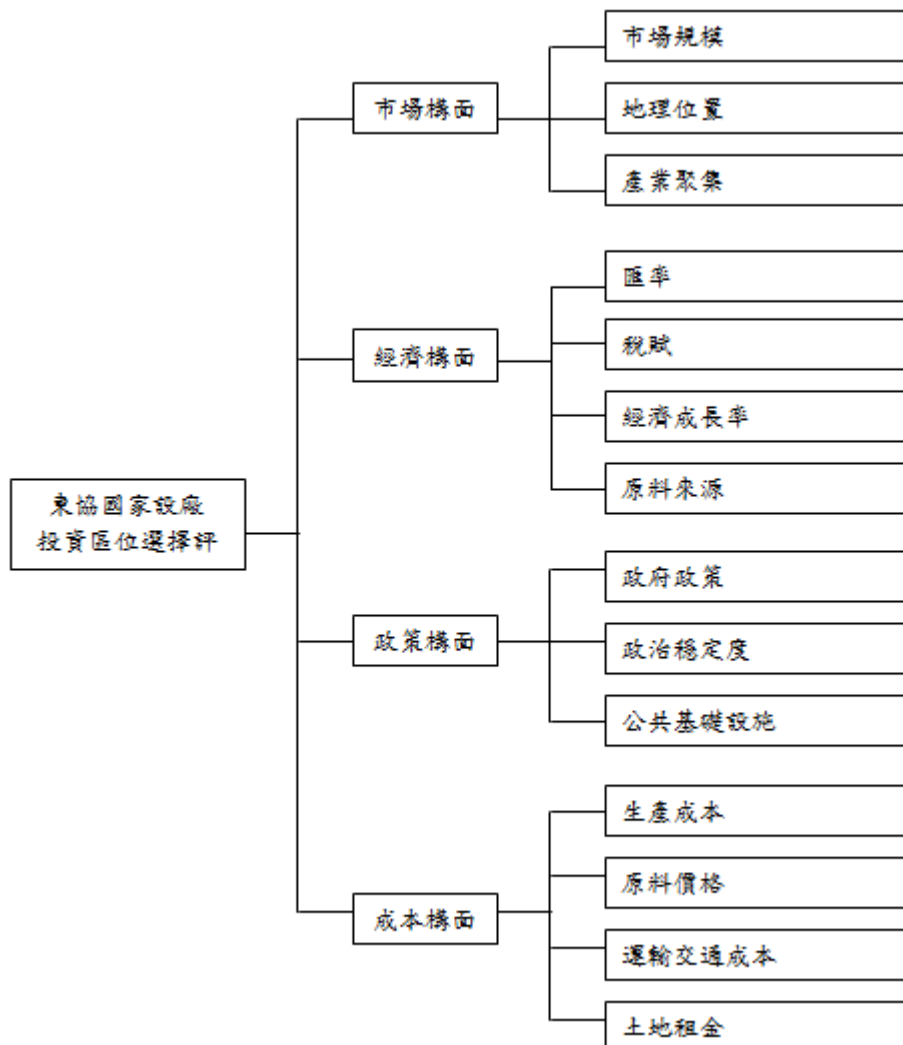 東協國家設廠
投資區位選擇評
市場構面
市場規模
地理位置
產業聚集
經濟構面
匯率
稅賦
經濟成長率
原料來源
政策構面
政府政策
政治穩定度
公共基礎設施
成本構面
生產成本
原料價格
運輸交通成本
土地租金